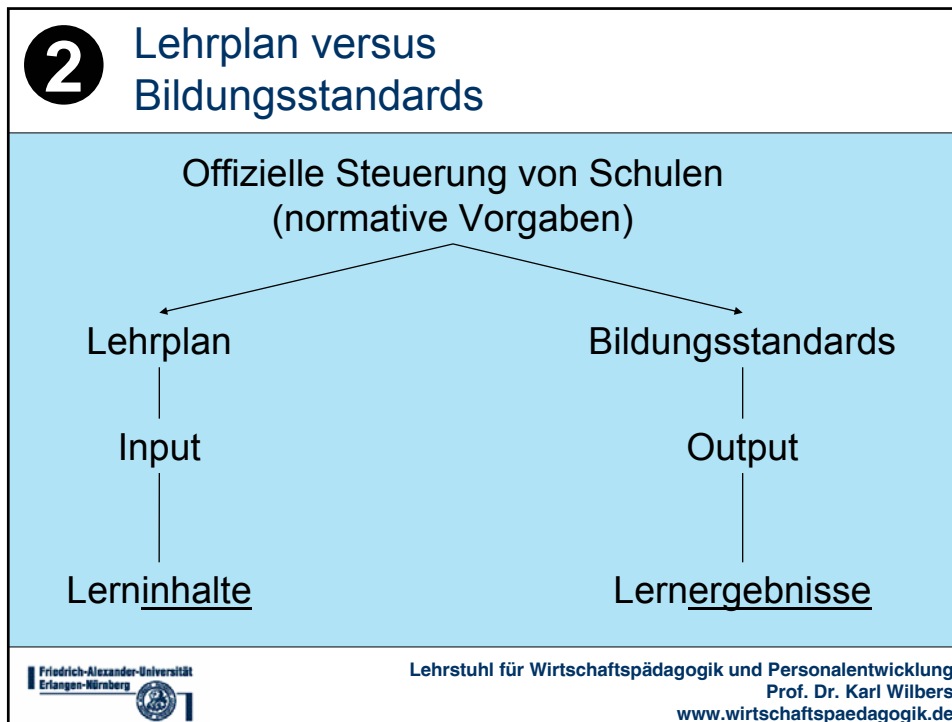 2
Lehrplan versus
Bildungsstandards
Offizielle Steuerung von Schulen
(normative Vorgaben)
Lehrplan
Bildungsstandards
Input
Output
Lerninhalte
Lernergebnisse
Friedrich-Alexander-Universität
Erlangen-Nürnberg
Lehrstuhl für Wirtschaftspädagogik und Personalentwicklung
Prof. Dr. Karl Wilbers
www.wirtschaftspaedagogik.de